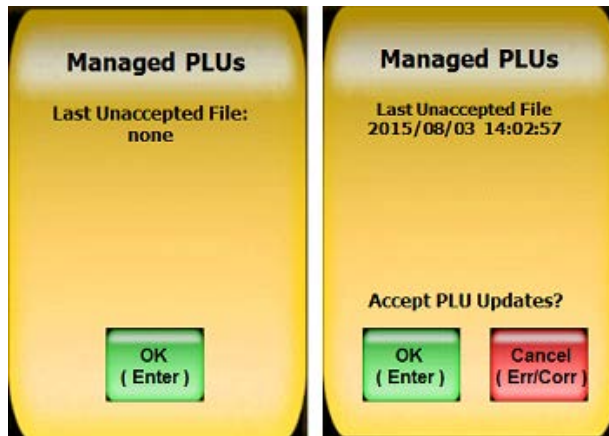 Managed PLUs
Last Unaccepted File:
none
OK
( Enter )
Managed PLUs
Last Unaccepted File
2015/08/03 14:02:57
Accept PLU Updates?
OK
( Enter )
Cancel
( Err/Corr )